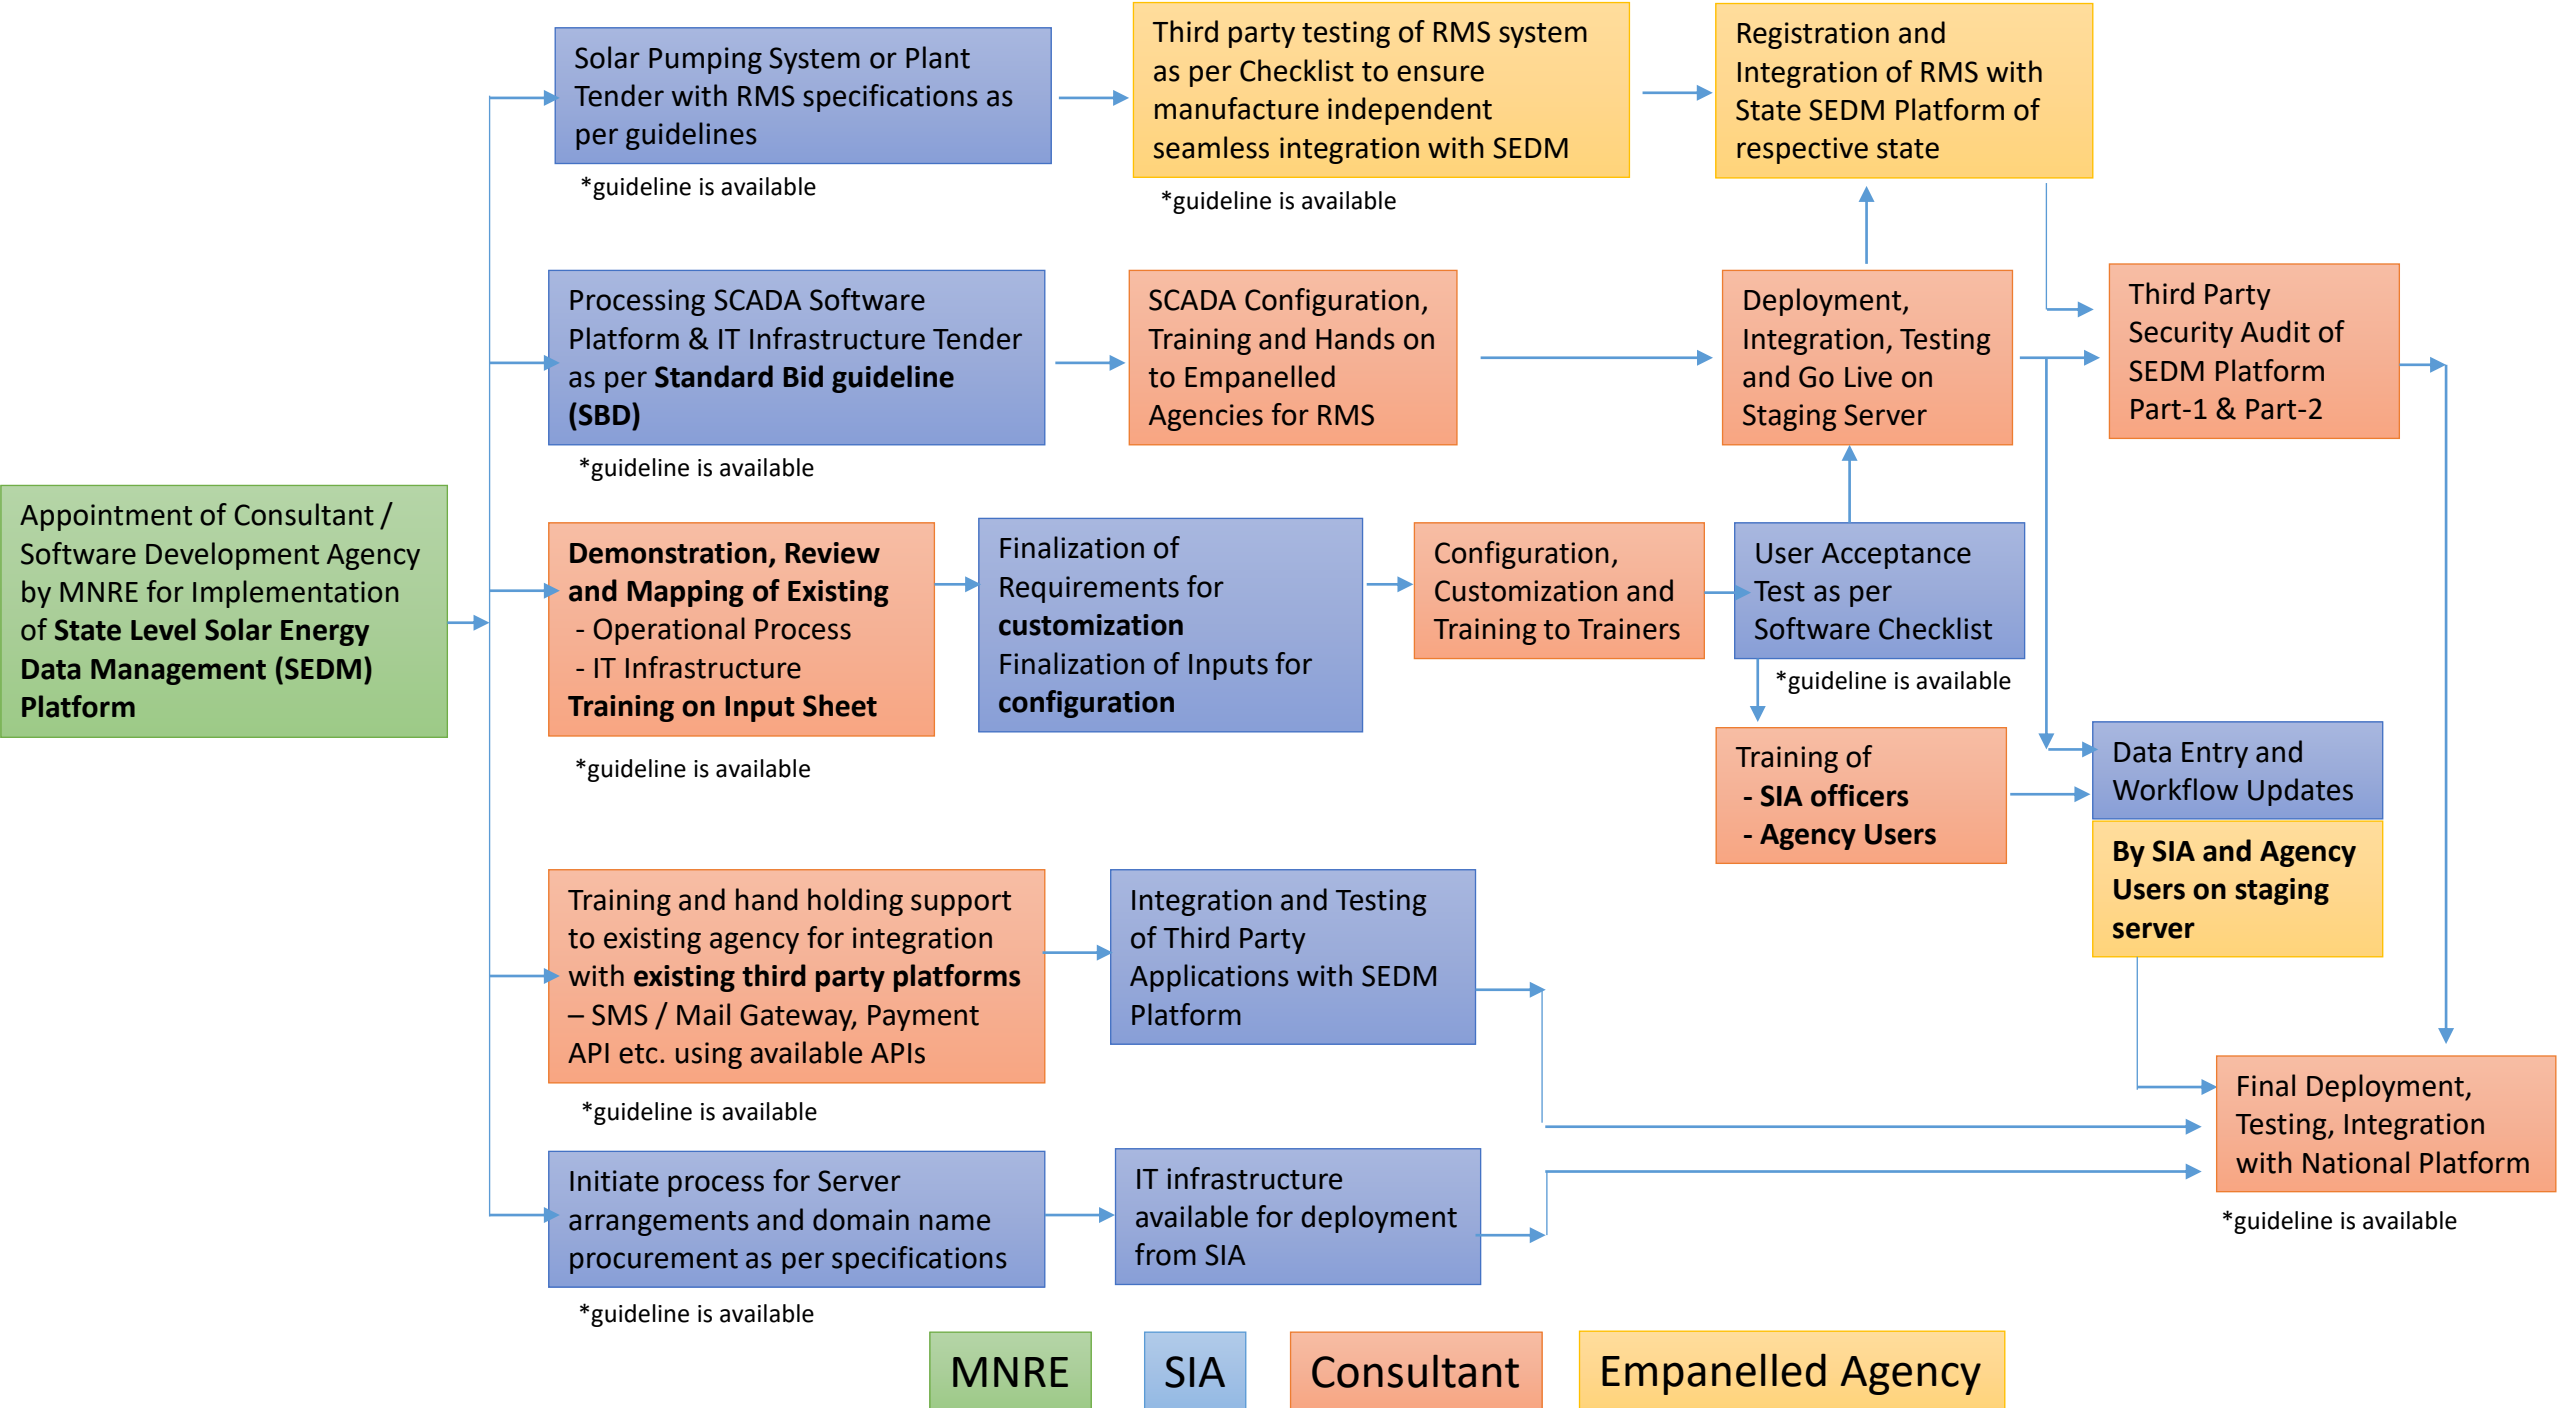 Solar Pumping System or Plant
Tender with RMS specifications as
per guidelines
*guideline is available
Third party testing of RMS system
as per Checklist to ensure
manufacture independent
seamless integration with SEDM
*guideline is available
Registration and
Integration of RMS with
State SEDM Platform of
respective state
Processing SCADA Software
Platform & IT Infrastructure Tender
as per Standard Bid guideline
(SBD)
*guideline is available
SCADA Configuration,
Training and Hands on
to Empanelled
Agencies for RMS
Deployment,
Integration, Testing
and Go Live on
Staging Server
Third Party
Security Audit of
SEDM Platform
Part-1 & Part-2
Appointment of Consultant /
Software Development Agency
by MNRE for Implementation
of State Level Solar Energy
Data Management (SEDM)
Platform
Demonstration, Review
and Mapping of Existing
- Operational Process
- IT Infrastructure
Training on Input Sheet
*guideline is available
Finalization of
Requirements for
customization
Finalization of Inputs for
configuration
Configuration,
Customization and
Training to Trainers
User Acceptance
Test as per
Software Checklist
*guideline is available
Training of
- SIA officers
- Agency Users
Data Entry and
Workflow Updates
By SIA and Agency
Users on staging
server
Training and hand holding support
to existing agency for integration
with existing third party platforms
– SMS / Mail Gateway, Payment
API etc. using available APIs
*guideline is available
Integration and Testing
of Third Party
Applications with SEDM
Platform
Final Deployment,
Testing, Integration
with National Platform
*guideline is available
Initiate process for Server
arrangements and domain name
procurement as per specifications
*guideline is available
IT infrastructure
available for deployment
from SIA
MNRE
SIA
Consultant
Empanelled Agency